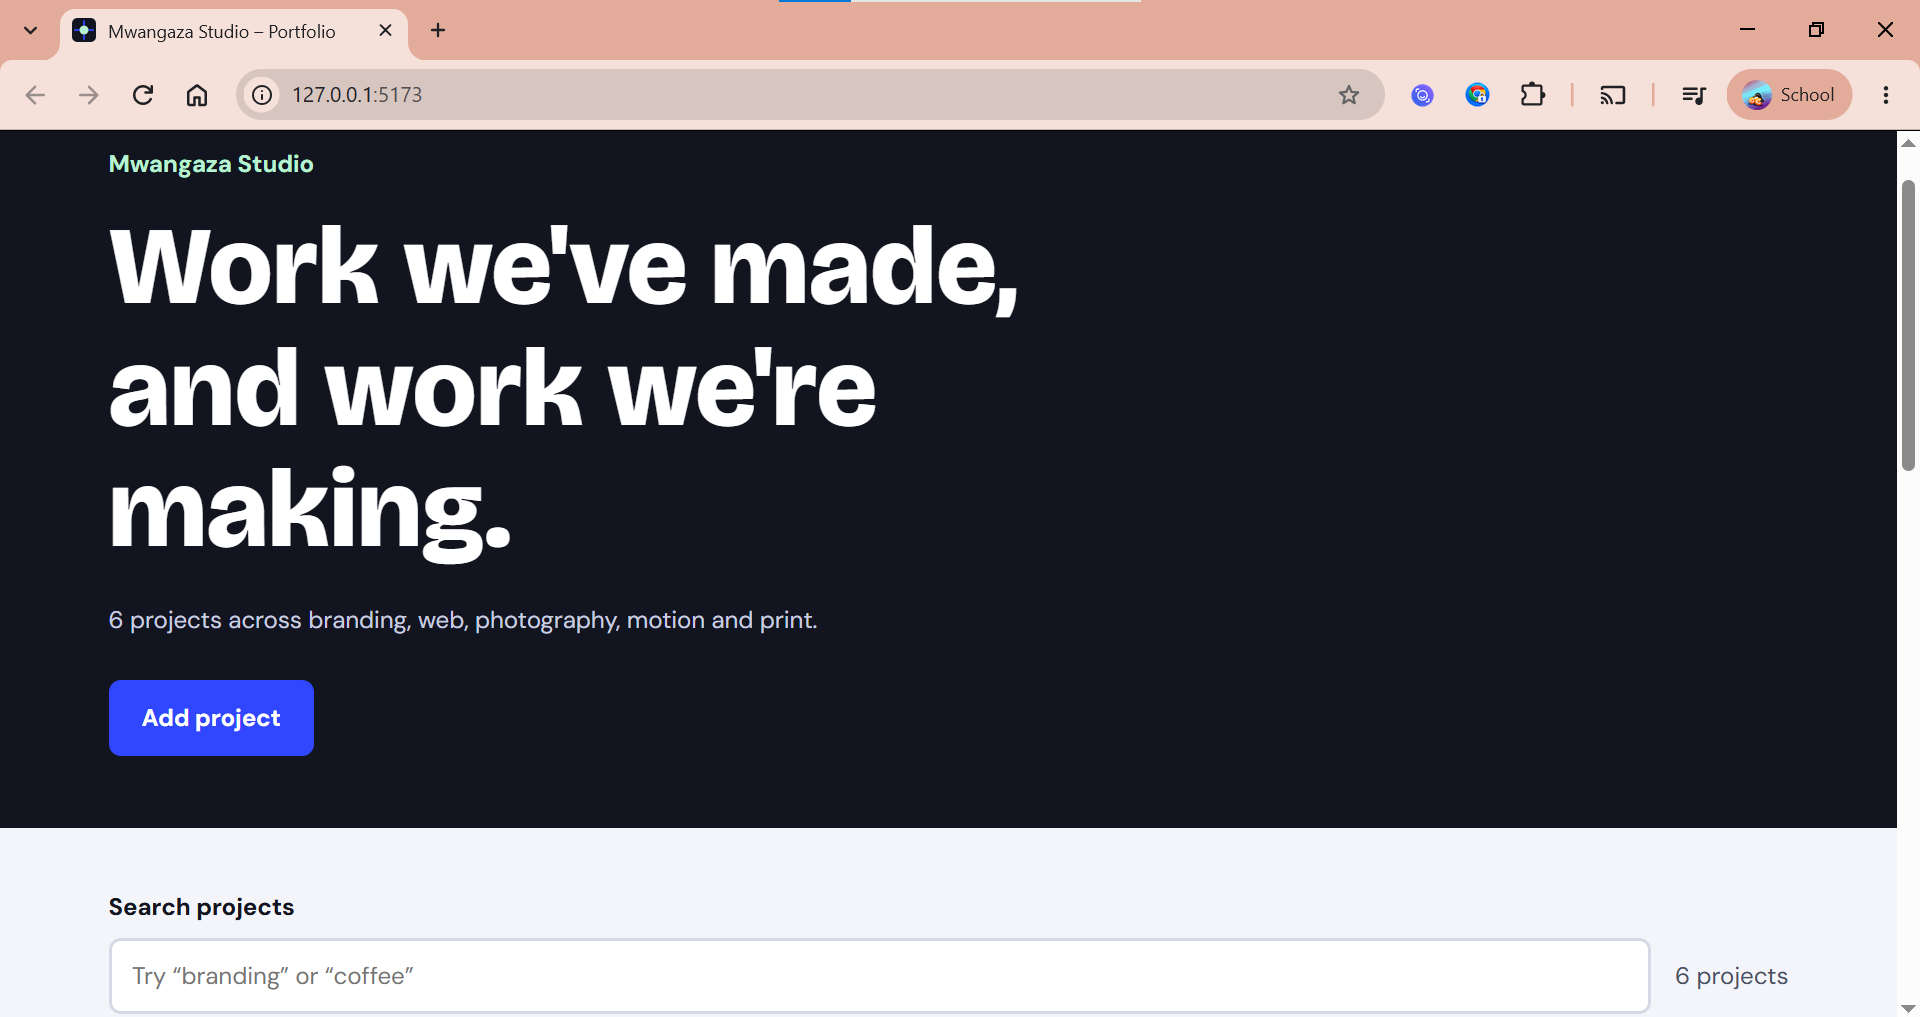 Mwangaza Studio – Portfolio
127.0.0.1:5173
School
Mwangaza Studio
Work we've made,
and work we're
making.
6 projects across branding, web, photography, motion and print.
Add project
Search projects
Try “branding” or “coffee”
6 projects